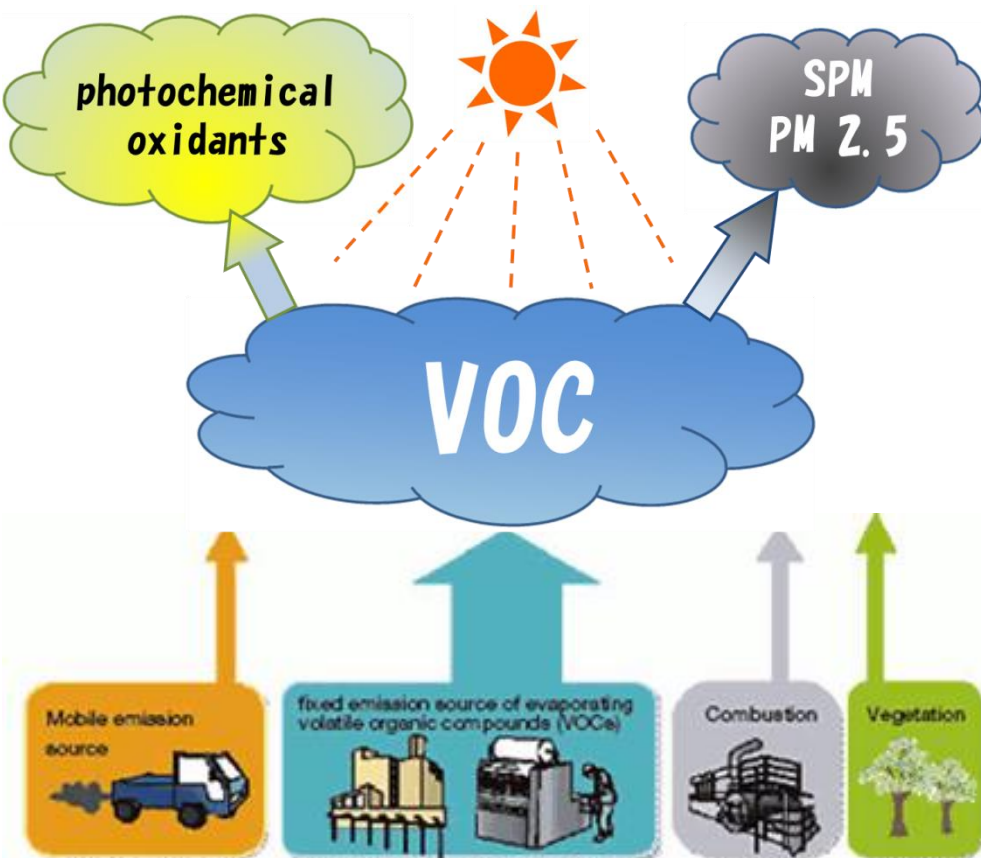 photochemical
oxidants
SPM
PM 2.5
VOC
Mobile emission
source
fixed emission source of evaporating
volatile organic compounds (VOCs)
Combustion
Vegetation